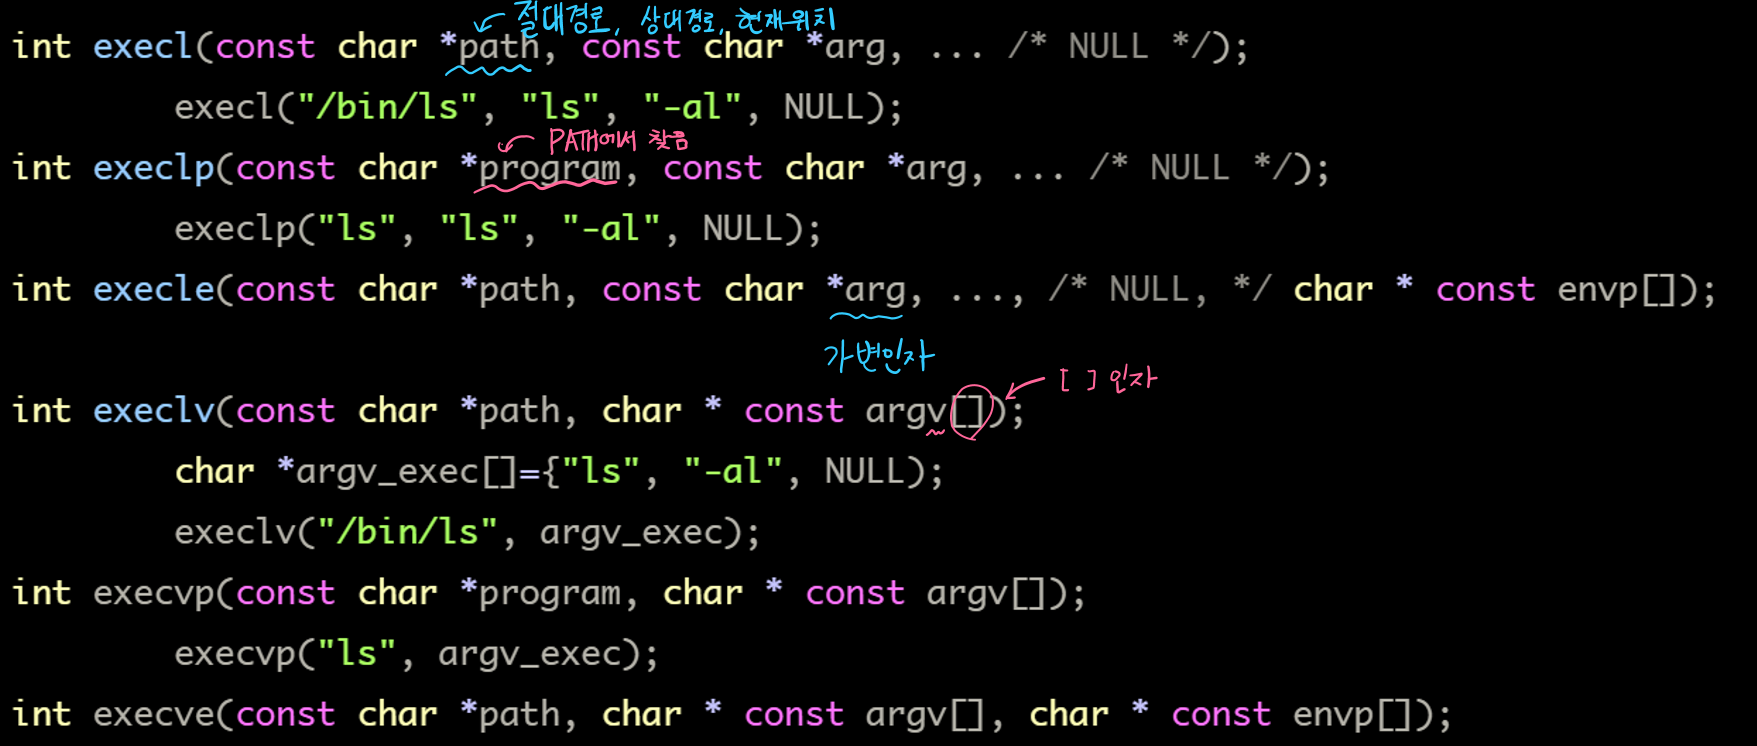 절대경로, 상대경로, 현재위치
int execl(const char *path, const char *arg, ... /* NULL */);
execl("/bin/ls", "ls", "-al", NULL);
PATH에서 찾음
int execlp(const char *program, const char *arg, ... /* NULL */);
execlp("ls", "ls", "-al", NULL);
int execle(const char *path, const char *arg, ..., /* NULL, */ char * const envp[]);
가변인자
[ ] 인자
int execlv(const char *path, char * const argv[]);
char *argv_exec[]={"ls", "-al", NULL);
execlv("/bin/ls", argv_exec);
int execvp(const char *program, char * const argv[]);
execvp("ls", argv_exec);
int execve(const char *path, char * const argv[], char * const envp[]);